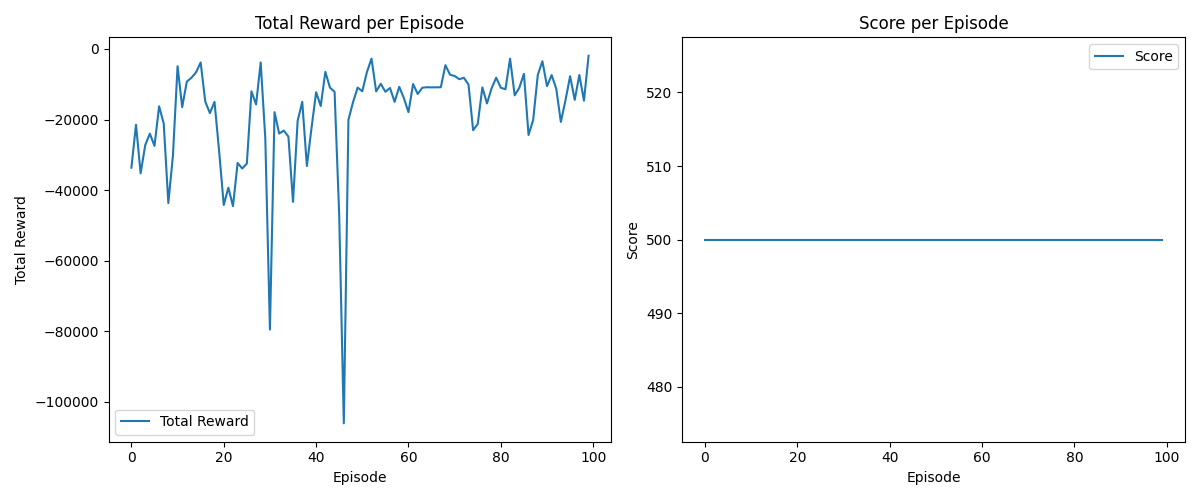 Total Reward per Episode
Total Reward
0
−20000
−40000
−60000
−80000
−100000
Total Reward
0 20 40 60 80 100
Episode
Score per Episode
Score
520
510
500
490
480
Score
0 20 40 60 80 100
Episode